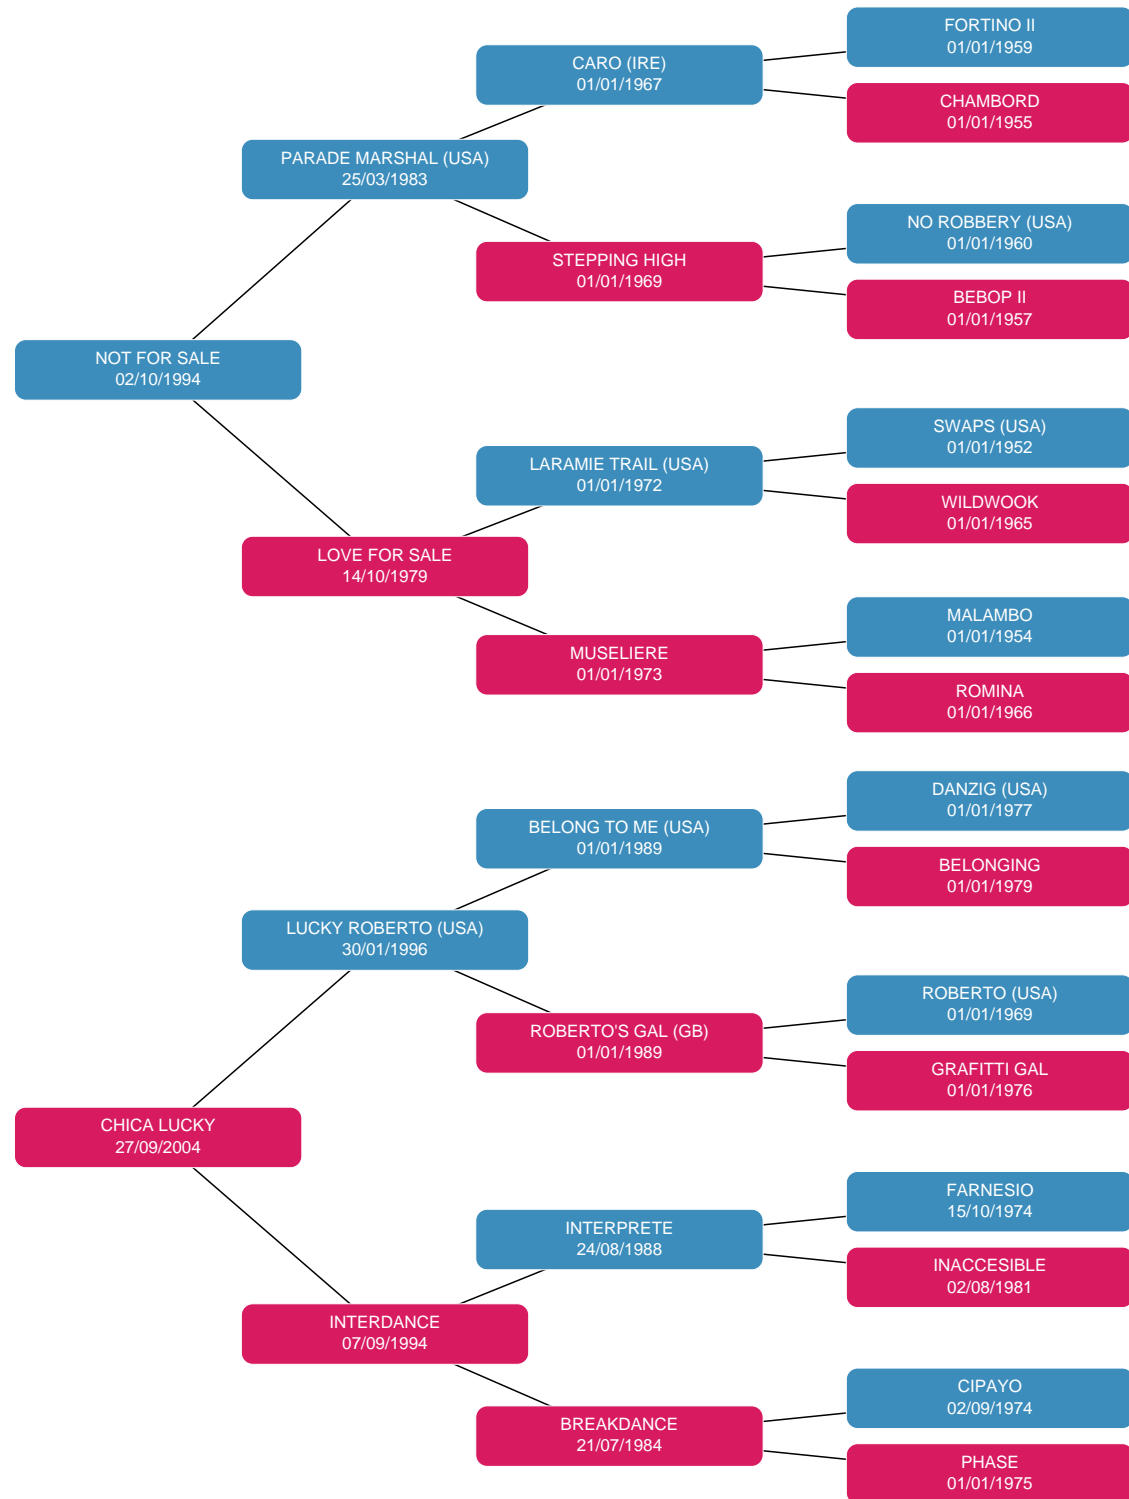 FORTINO II
01/01/1959
CARO (IRE)
01/01/1967
CHAMBORD
01/01/1955
PARADE MARSHAL (USA)
25/03/1983
NO ROBBERY (USA)
01/01/1960
STEPPING HIGH
01/01/1969
BEBOP II
01/01/1957
NOT FOR SALE
02/10/1994
SWAPS (USA)
01/01/1952
LARAMIE TRAIL (USA)
01/01/1972
WILDWOOK
01/01/1965
LOVE FOR SALE
14/10/1979
MALAMBO
01/01/1954
MUSELIERE
01/01/1973
ROMINA
01/01/1966
DANZIG (USA)
01/01/1977
BELONG TO ME (USA)
01/01/1989
BELONGING
01/01/1979
LUCKY ROBERTO (USA)
30/01/1996
ROBERTO (USA)
01/01/1969
ROBERTO'S GAL (GB)
01/01/1989
GRAFITTI GAL
01/01/1976
CHICA LUCKY
27/09/2004
FARNESIO
15/10/1974
INTERPRETE
24/08/1988
INACCESIBLE
02/08/1981
INTERDANCE
07/09/1994
CIPAYO
02/09/1974
BREAKDANCE
21/07/1984
PHASE
01/01/1975